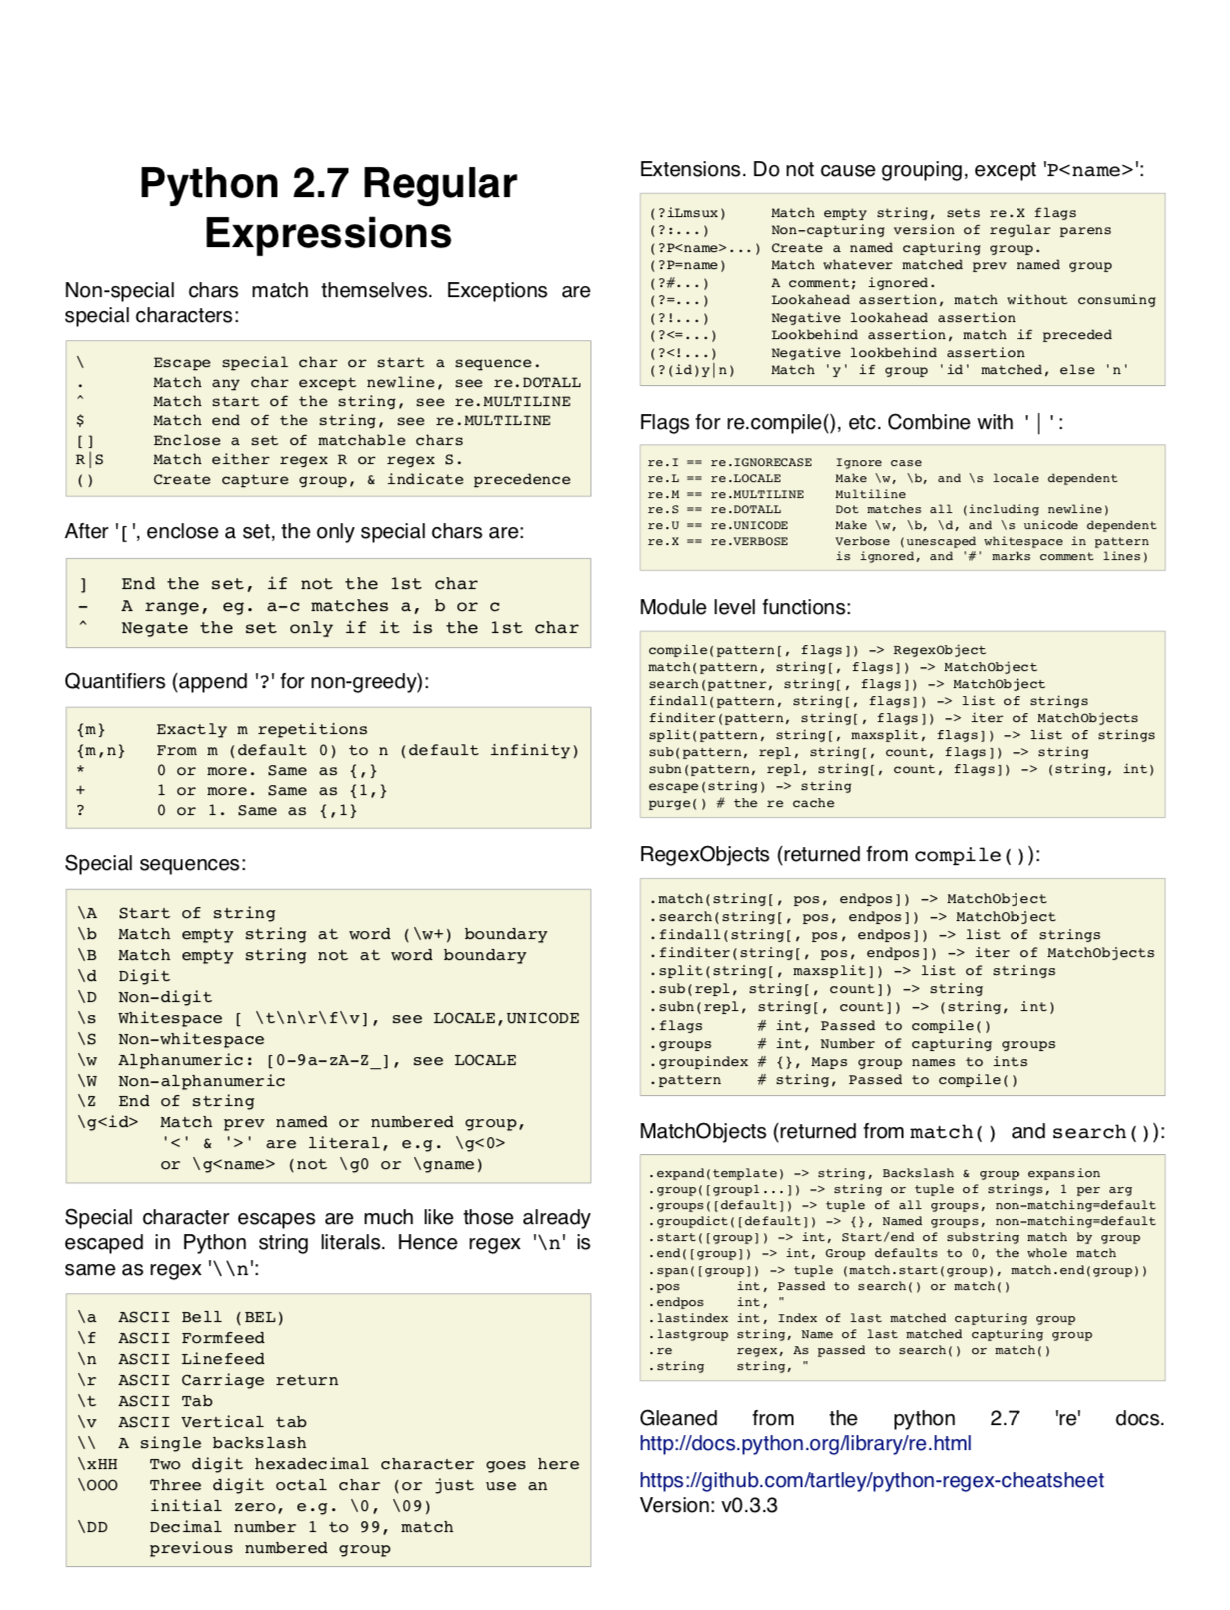 Python 2.7 Regular
Expressions
Non-special chars match themselves. Exceptions are
special characters:
\ Escape special char or start a sequence.
. Match any char except newline, see re.DOTALL
^ Match start of the string, see re.MULTILINE
$ Match end of the string, see re.MULTILINE
[] Enclose a set of matchable chars
R|S Match either regex R or regex S.
() Create capture group, & indicate precedence
After '[', enclose a set, the only special chars are:
] End the set, if not the 1st char
- A range, eg. a-c matches a, b or c
^ Negate the set only if it is the 1st char
Quantifiers (append '?' for non-greedy):
{m} Exactly m repetitions
{m,n} From m (default 0) to n (default infinity)
* 0 or more. Same as {,}
+ 1 or more. Same as {1,}
? 0 or 1. Same as {,1}
Special sequences:
\A Start of string
\b Match empty string at word (\w+) boundary
\B Match empty string not at word boundary
\d Digit
\D Non-digit
\s Whitespace [ \t\n\r\f\v], see LOCALE,UNICODE
\S Non-whitespace
\w Alphanumeric: [0-9a-zA-Z_], see LOCALE
\W Non-alphanumeric
\Z End of string
\g<id> Match prev named or numbered group,
'<' & '>' are literal, e.g. \g<0>
or \g<name> (not \g0 or \gname)
Special character escapes are much like those already
escaped in Python string literals. Hence regex '\n' is
same as regex '\\n':
\a ASCII Bell (BEL)
\f ASCII Formfeed
\n ASCII Linefeed
\r ASCII Carriage return
\t ASCII Tab
\v ASCII Vertical tab
\\ A single backslash
\xHH Two digit hexadecimal character goes here
\OOO Three digit octal char (or just use an
initial zero, e.g. \0, \09)
\DD Decimal number 1 to 99, match
previous numbered group
Extensions. Do not cause grouping, except 'P<name>':
(?iLmsux) Match empty string, sets re.X flags
(?:...) Non-capturing version of regular parens
(?P<name>...) Create a named capturing group.
(?P=name) Match whatever matched prev named group
(?#...) A comment; ignored.
(?=...) Lookahead assertion, match without consuming
(?!...) Negative lookahead assertion
(?<=...) Lookbehind assertion, match if preceded
(?<!...) Negative lookbehind assertion
(?(id)y|n) Match 'y' if group 'id' matched, else 'n'
Flags for re.compile(), etc. Combine with '|':
re.I == re.IGNORECASE Ignore case
re.L == re.LOCALE Make \w, \b, and \s locale dependent
re.M == re.MULTILINE Multiline
re.S == re.DOTALL Dot matches all (including newline)
re.U == re.UNICODE Make \w, \b, \d, and \s unicode dependent
re.X == re.VERBOSE Verbose (unescaped whitespace in pattern
is ignored, and '#' marks comment lines)
Module level functions:
compile(pattern[, flags]) -> RegexObject
match(pattern, string[, flags]) -> MatchObject
search(pattner, string[, flags]) -> MatchObject
findall(pattern, string[, flags]) -> list of strings
finditer(pattern, string[, flags]) -> iter of MatchObjects
split(pattern, string[, maxsplit, flags]) -> list of strings
sub(pattern, repl, string[, count, flags]) -> string
subn(pattern, repl, string[, count, flags]) -> (string, int)
escape(string) -> string
purge() # the re cache
RegexObjects (returned from compile()):
.match(string[, pos, endpos]) -> MatchObject
.search(string[, pos, endpos]) -> MatchObject
.findall(string[, pos, endpos]) -> list of strings
.finditer(string[, pos, endpos]) -> iter of MatchObjects
.split(string[, maxsplit]) -> list of strings
.sub(repl, string[, count]) -> string
.subn(repl, string[, count]) -> (string, int)
.flags # int, Passed to compile()
.groups # int, Number of capturing groups
.groupindex # {}, Maps group names to ints
.pattern # string, Passed to compile()
MatchObjects (returned from match() and search()):
.expand(template) -> string, Backslash & group expansion
.group([group1...]) -> string or tuple of strings, 1 per arg
.groups([default]) -> tuple of all groups, non-matching=default
.groupdict([default]) -> {}, Named groups, non-matching=default
.start([group]) -> int, Start/end of substring match by group
.end([group]) -> int, Group defaults to 0, the whole match
.span([group]) -> tuple (match.start(group), match.end(group))
.pos int, Passed to search() or match()
.endpos int, "
.lastindex int, Index of last matched capturing group
.lastgroup string, Name of last matched capturing group
.re regex, As passed to search() or match()
.string string, "
Gleaned from the python 2.7 're' docs.
http://docs.python.org/library/re.html
https://github.com/tartley/python-regex-cheatsheet
Version: v0.3.3